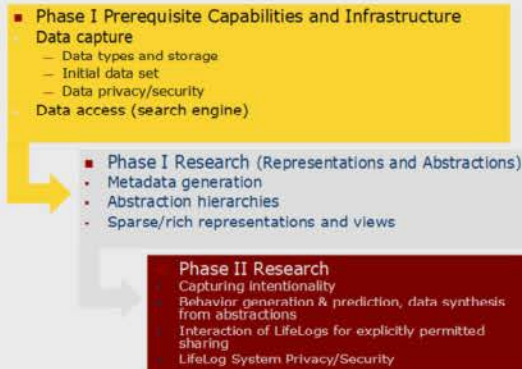 Phase I Prerequisite Capabilities and Infrastructure
Data capture
— Data types and storage
— Initial data set
— Data privacy/security
Data access (search engine)
Phase I Research (Representations and Abstractions)
Metadata generation
Abstraction hierarchies
Sparse/rich representations and views
Phase II Research
Capturing intentionality
Behavior generation & prediction, data synthesis
from abstractions
Interaction of LifeLogs for explicitly permitted
sharing
LifeLog System Privacy/Security